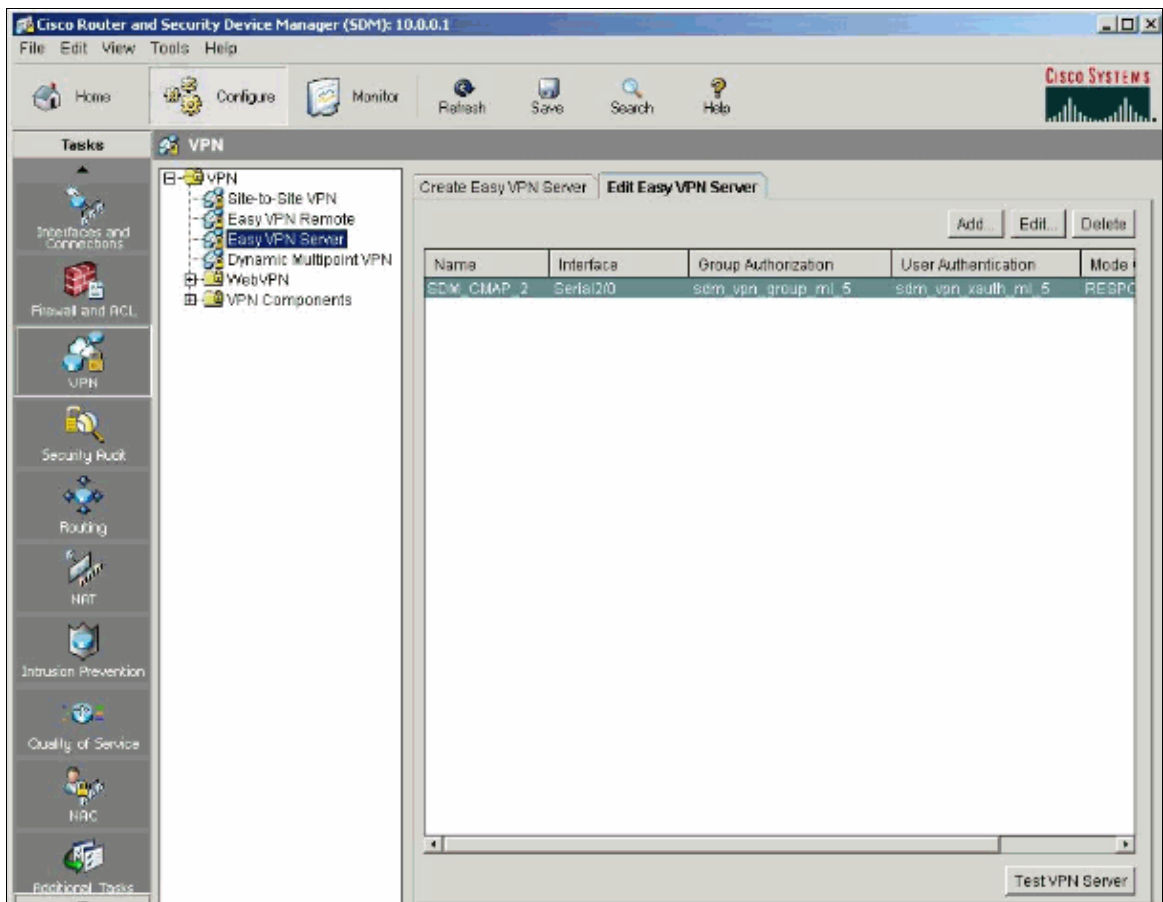 Cisco Router and Security Device Manager (SDM): 10.0.0.1
File Edit View Tools Help
Home Configure Monitor Refresh Save Search Help
CISCO SYSTEMS
Tasks
VPN
Interfaces and Connections
Firewall and ACL
VPN
Security Audit
Routing
NAT
Intrusion Prevention
Quality of Service
NAC
Additional Tasks
VPN
Site-to-Site VPN
Easy VPN Remote
Easy VPN Server
Dynamic Multipoint VPN
WebVPN
VPN Components
Create Easy VPN Server Edit Easy VPN Server
Add... Edit... Delete
Name Interface Group Authorization User Authentication Mode
SDM_CMAP_2 Serial2/0 sdm_vpn_group_ml_5 sdm_vpn_xauth_ml_5 RESPO
Test VPN Server